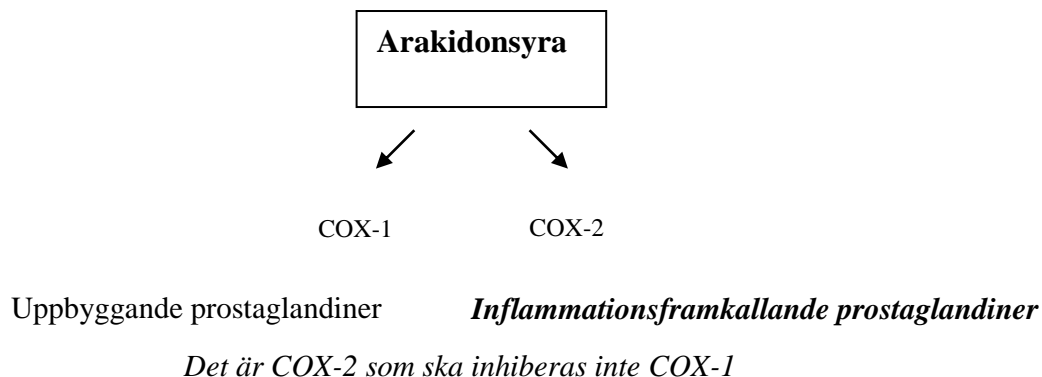 Arakidonsyra
COX-1 COX-2
Uppbyggande prostaglandiner Inflammationsframkallande prostaglandiner
Det är COX-2 som ska inhiberas inte COX-1